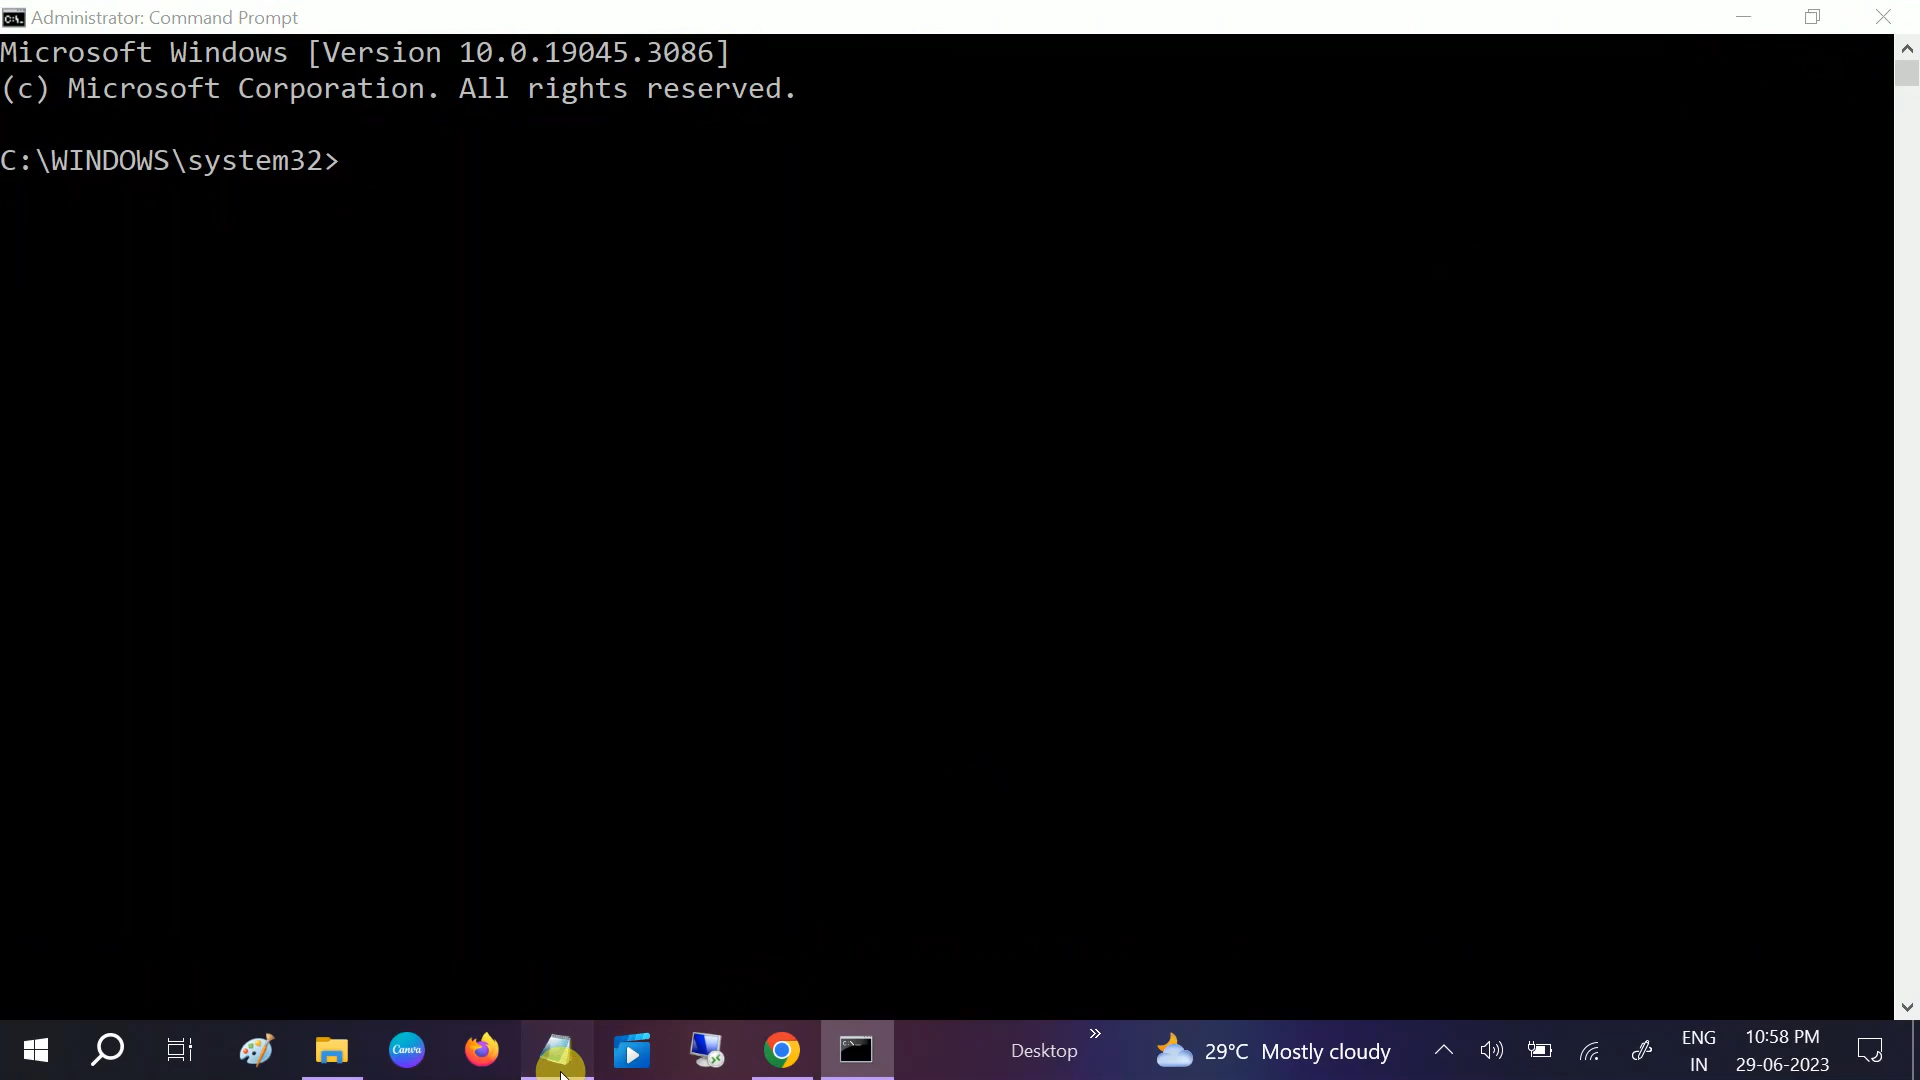 Administrator: Command Prompt
Microsoft Windows [Version 10.0.19045.3086]
(c) Microsoft Corporation. All rights reserved.
C:\WINDOWS\system32>
Canva
Desktop
29°C Mostly cloudy
ENG
IN
10:58 PM
29-06-2023